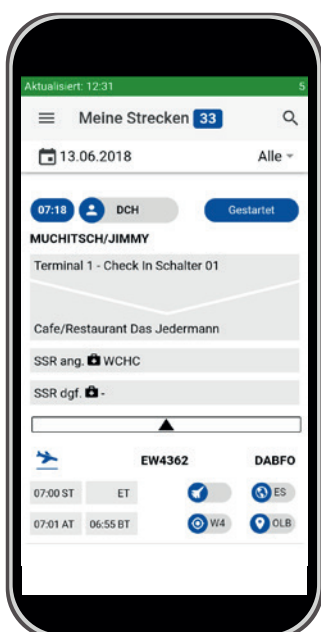 Aktualisiert: 12:31 5
Meine Strecken 33
13.06.2018 Alle
07:18 DCH Gestartet
MUCHITSCH/JIMMY
Terminal 1 - Check In Schalter 01
Cafe/Restaurant Das Jedermann
SSR ang. WCHC
SSR dgf. -
EW4362 DABFO
07:00 ST ET ES
07:01 AT 06:55 BT W4 OLB